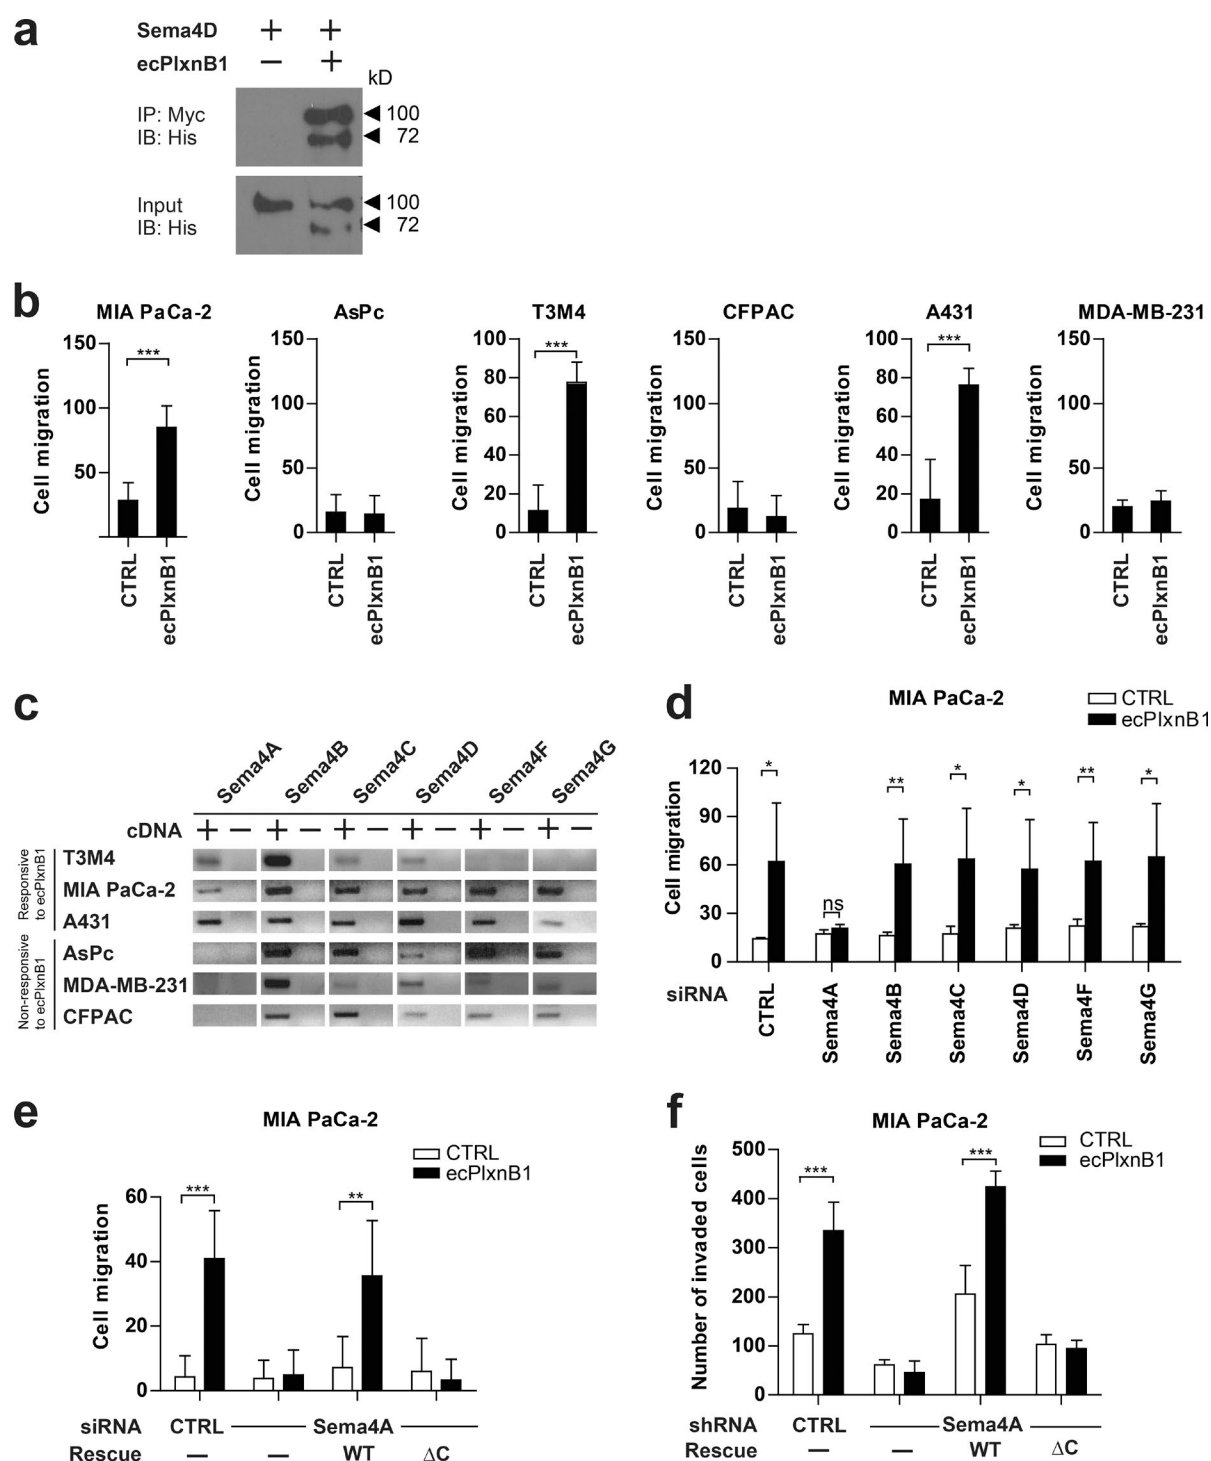 a
Sema4D + +
ecPlxnB1 — +
kD
IP: Myc
IB: His
100
72
Input
IB: His
100
72
b
MIA PaCa-2
Cell migration
150
100
50
CTRL
ecPlxnB1
AsPc
Cell migration
150
100
50
0
CTRL
ecPlxnB1
T3M4
Cell migration
100
80
60
40
20
0
CTRL
ecPlxnB1
CFPAC
Cell migration
150
100
50
0
CTRL
ecPlxnB1
A431
Cell migration
100
80
60
40
20
0
CTRL
ecPlxnB1
MDA-MB-231
Cell migration
150
100
50
0
CTRL
ecPlxnB1
***
***
***
c
Sema4A
Sema4B
Sema4C
Sema4D
Sema4F
Sema4G
cDNA + — + — + — + — + — + —
Responsive
to ecPlxnB1
T3M4
MIA PaCa-2
A431
Non-responsive
to ecPlxnB1
AsPc
MDA-MB-231
CFPAC
d
MIA PaCa-2
CTRL
ecPlxnB1
Cell migration
120
90
60
30
0
* ns ** * * ** *
siRNA
CTRL
Sema4A
Sema4B
Sema4C
Sema4D
Sema4F
Sema4G
e
MIA PaCa-2
CTRL
ecPlxnB1
Cell migration
60
40
20
0
*** **
siRNA CTRL Sema4A
Rescue — — WT ΔC
f
MIA PaCa-2
CTRL
ecPlxnB1
Number of invaded cells
500
400
300
200
100
0
*** ***
shRNA CTRL Sema4A
Rescue — — WT ΔC